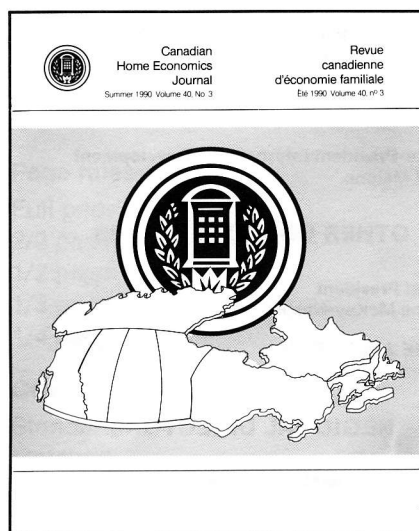 Canadian
Home Economics
Journal
Summer 1990 Volume 40, No. 3
Revue
canadienne
d'économie familiale
Été 1990 Volume 40, nº 3
OTHER